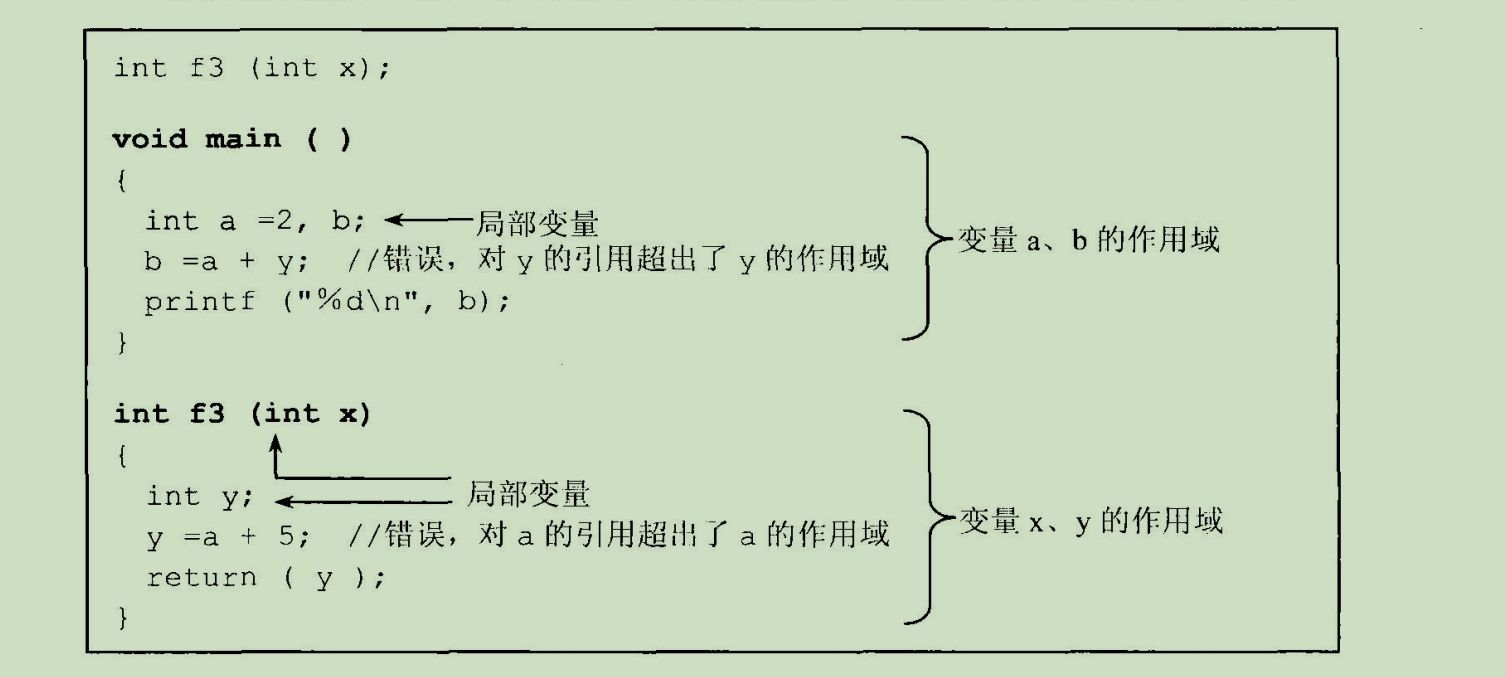 int f3 (int x);
void main ( )
{
int a =2, b; 局部变量
b =a + y; //错误，对 y 的引用超出了 y 的作用域
printf ("%d\n", b);
}
变量 a、b 的作用域
int f3 (int x)
{
int y; 局部变量
y =a + 5; //错误，对 a 的引用超出了 a 的作用域
return ( y );
}
变量 x、y 的作用域